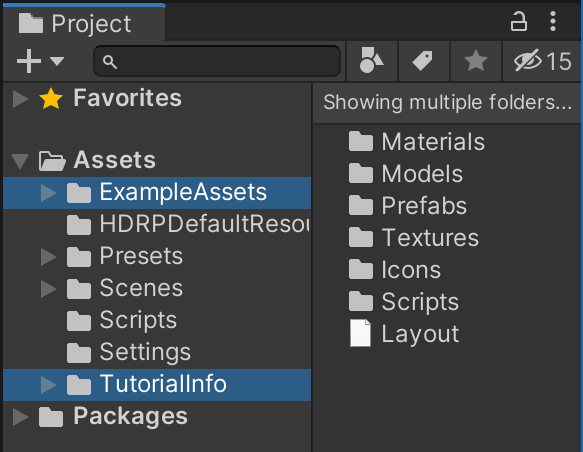 Project
15
Favorites
Showing multiple folders...
Assets
ExampleAssets
HDRPDefaultResou
Presets
Scenes
Scripts
Settings
TutorialInfo
Packages
Materials
Models
Prefabs
Textures
Icons
Scripts
Layout